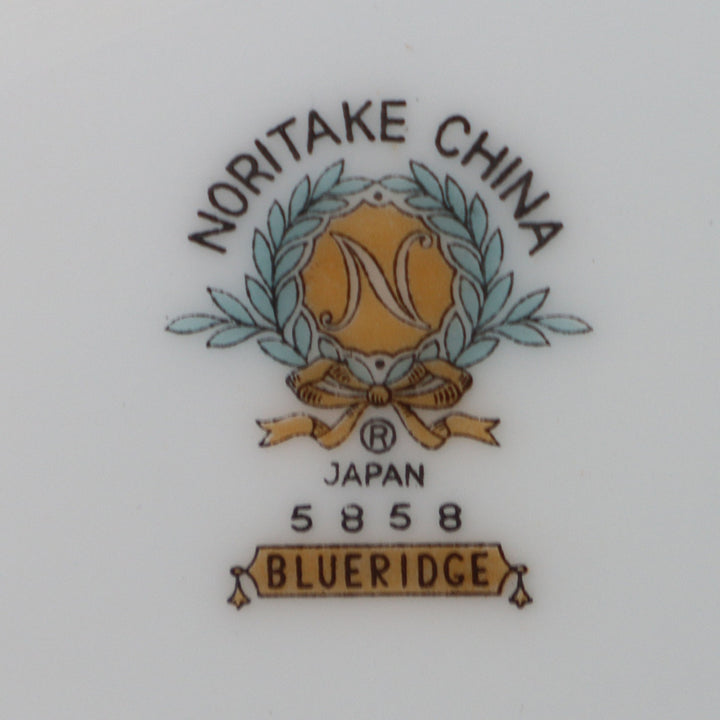 NORITAKE CHINA
N
®
JAPAN
5858
BLUERIDGE